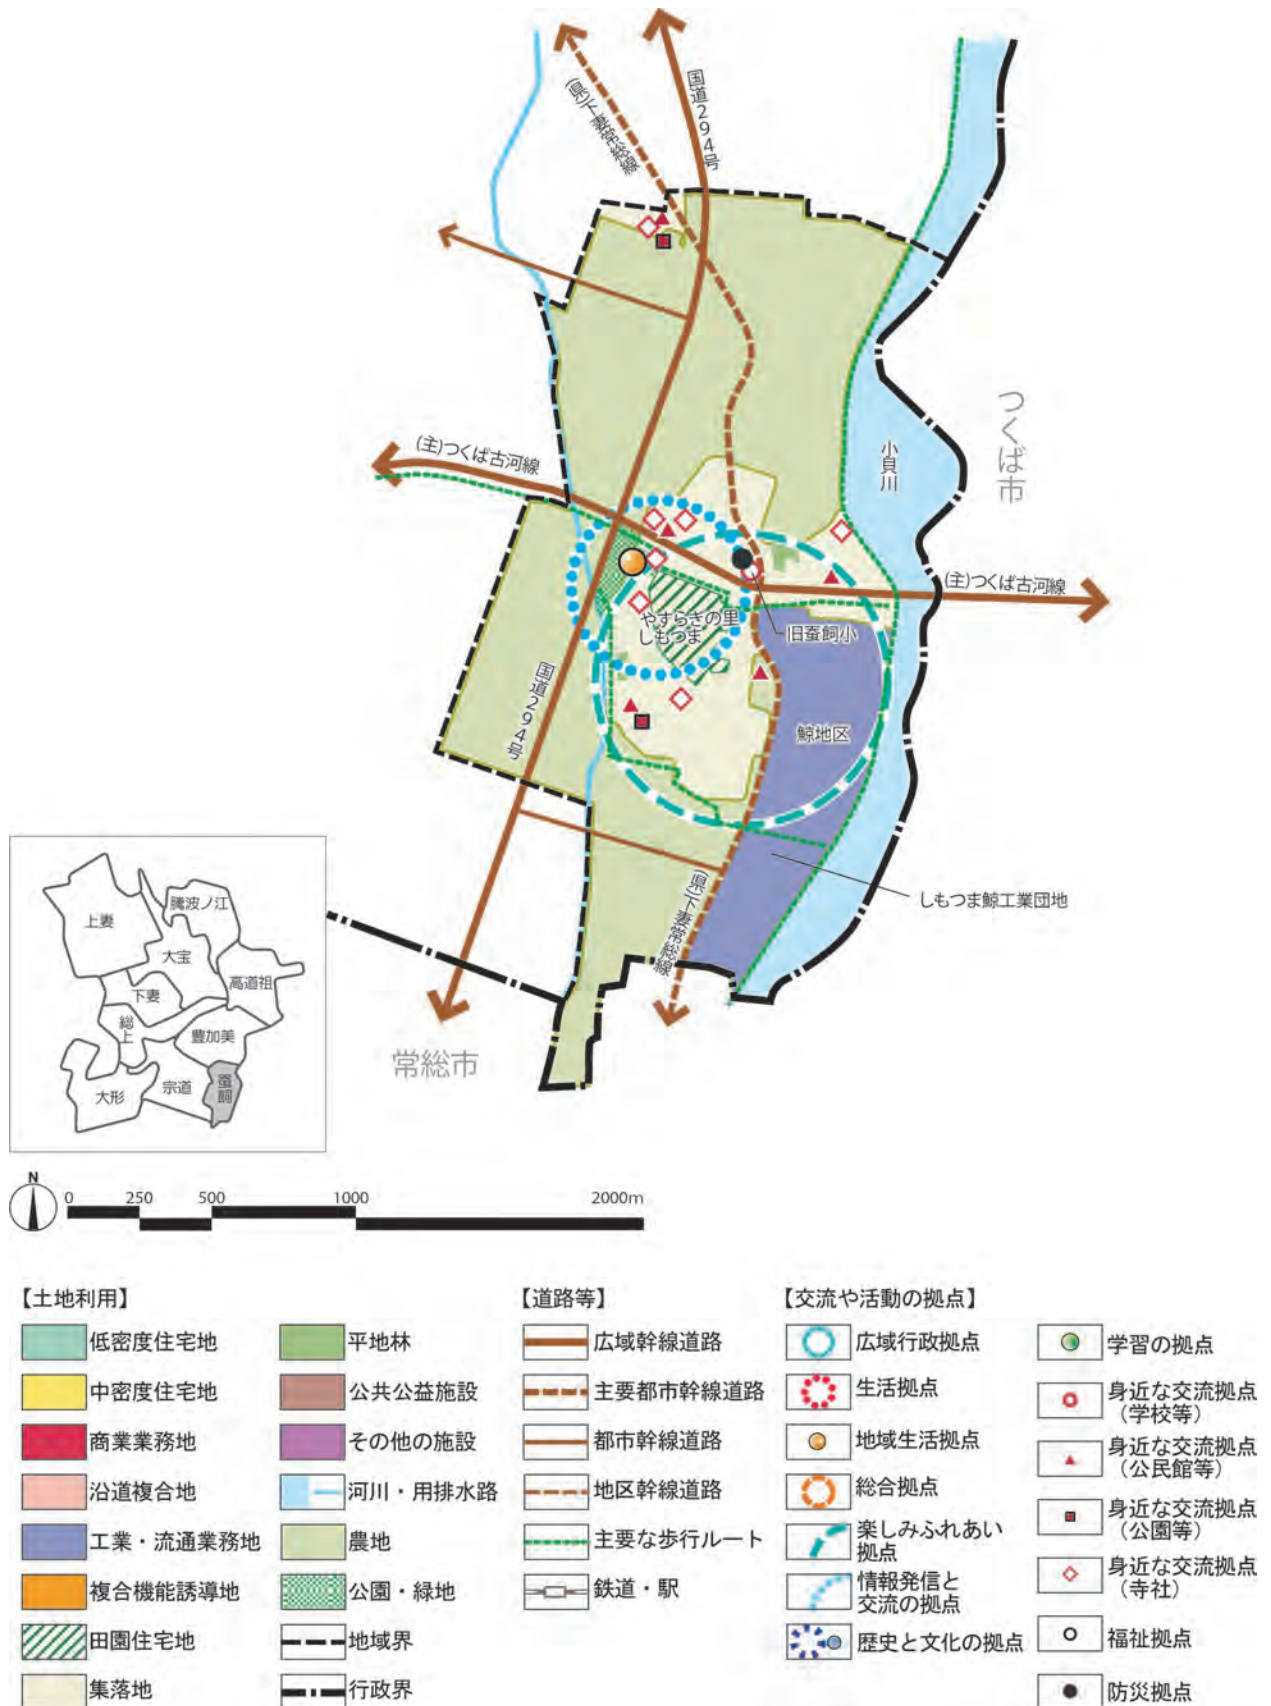 国道294号
(県)下妻常総線
(主)つくば古河線
つくば市
小貝川
(主)つくば古河線
やすらぎの里
しもつま
旧蚕飼小
国道294号
鯨地区
しもつま鯨工業団地
(県)下妻常総線
常総市
上妻
騰波ノ江
大宝
高道祖
下妻
総上
豊加美
大形
宗道
蚕飼
N
0 250 500 1000 2000m
【土地利用】
低密度住宅地
中密度住宅地
商業業務地
沿道複合地
工業・流通業務地
複合機能誘導地
田園住宅地
集落地
平地林
公共公益施設
その他の施設
河川・用排水路
農地
公園・緑地
地域界
行政界
【道路等】
広域幹線道路
主要都市幹線道路
都市幹線道路
地区幹線道路
主要な歩行ルート
鉄道・駅
【交流や活動の拠点】
広域行政拠点
生活拠点
地域生活拠点
総合拠点
楽しみふれあい
拠点
情報発信と
交流の拠点
歴史と文化の拠点
学習の拠点
身近な交流拠点
(学校等)
身近な交流拠点
(公民館等)
身近な交流拠点
(公園等)
身近な交流拠点
(寺社)
福祉拠点
防災拠点